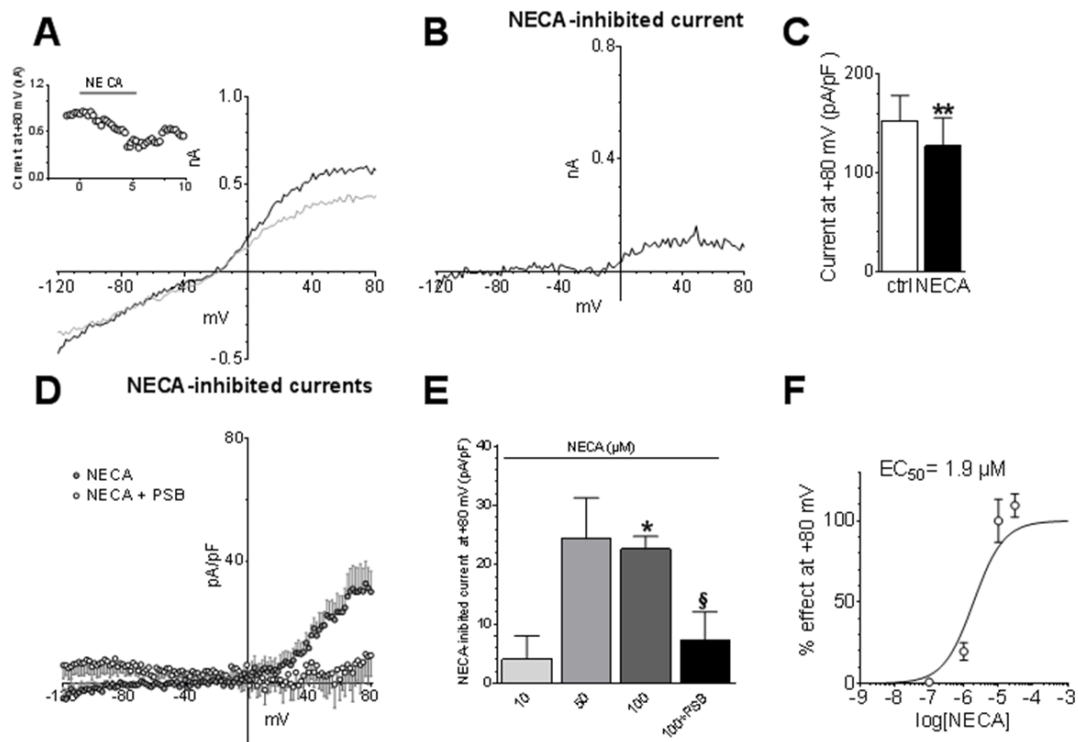 A
Current at +80 mV (nA)
NECA
1.2
0.6
0.0
0
5
10
nA
1.0
0.5
-120
-80
-40
40
80
mV
-0.5
B
NECA-inhibited current
nA
0.8
0.4
-120
-80
-40
40
80
mV
C
Current at +80 mV (pA/pF)
200
100
0
**
ctrl NECA
D
NECA-inhibited currents
80
40
pA/pF
NECA
NECA + PSB
-120
-80
-40
0
40
80
mV
E
NECA-inibited current at +80 mV (pA/pF)
NECA (µM)
40
30
20
10
0
*
§
10
50
100
100+PSB
F
EC50= 1.9 µM
% effect at +80 mV
100
50
0
-9
-8
-7
-6
-5
-4
-3
log[NECA]